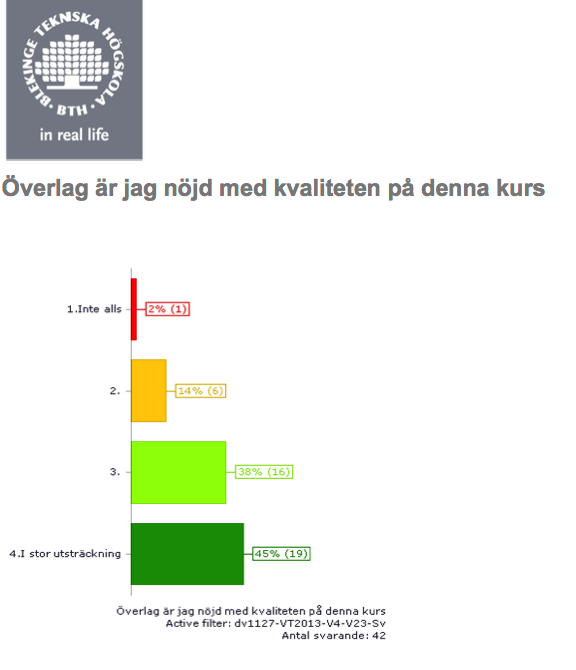 BLEKINGE TEKNSKA HÖGSKOLA
· BTH ·
in real life
Överlag är jag nöjd med kvaliteten på denna kurs
1.Inte alls
2% (1)
2.
14% (6)
3.
38% (16)
4.I stor utsträckning
45% (19)
Överlag är jag nöjd med kvaliteten på denna kurs
Active filter: dv1127-VT2013-V4-V23-Sv
Antal svarande: 42